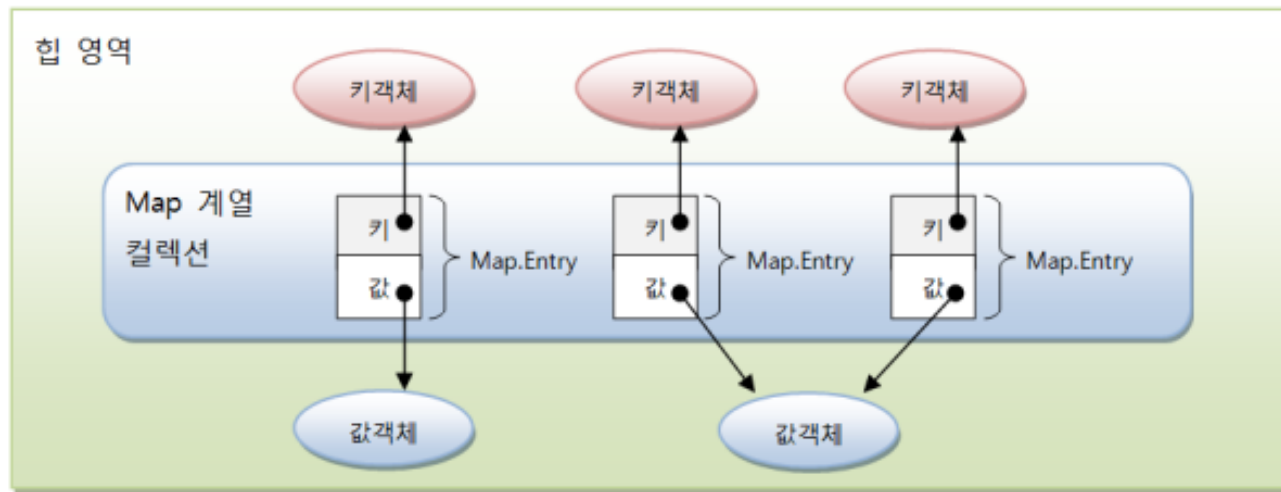 힙 영역
키객체
키객체
키객체
Map 계열
컬렉션
키
값
Map.Entry
키
값
Map.Entry
키
값
Map.Entry
값객체
값객체